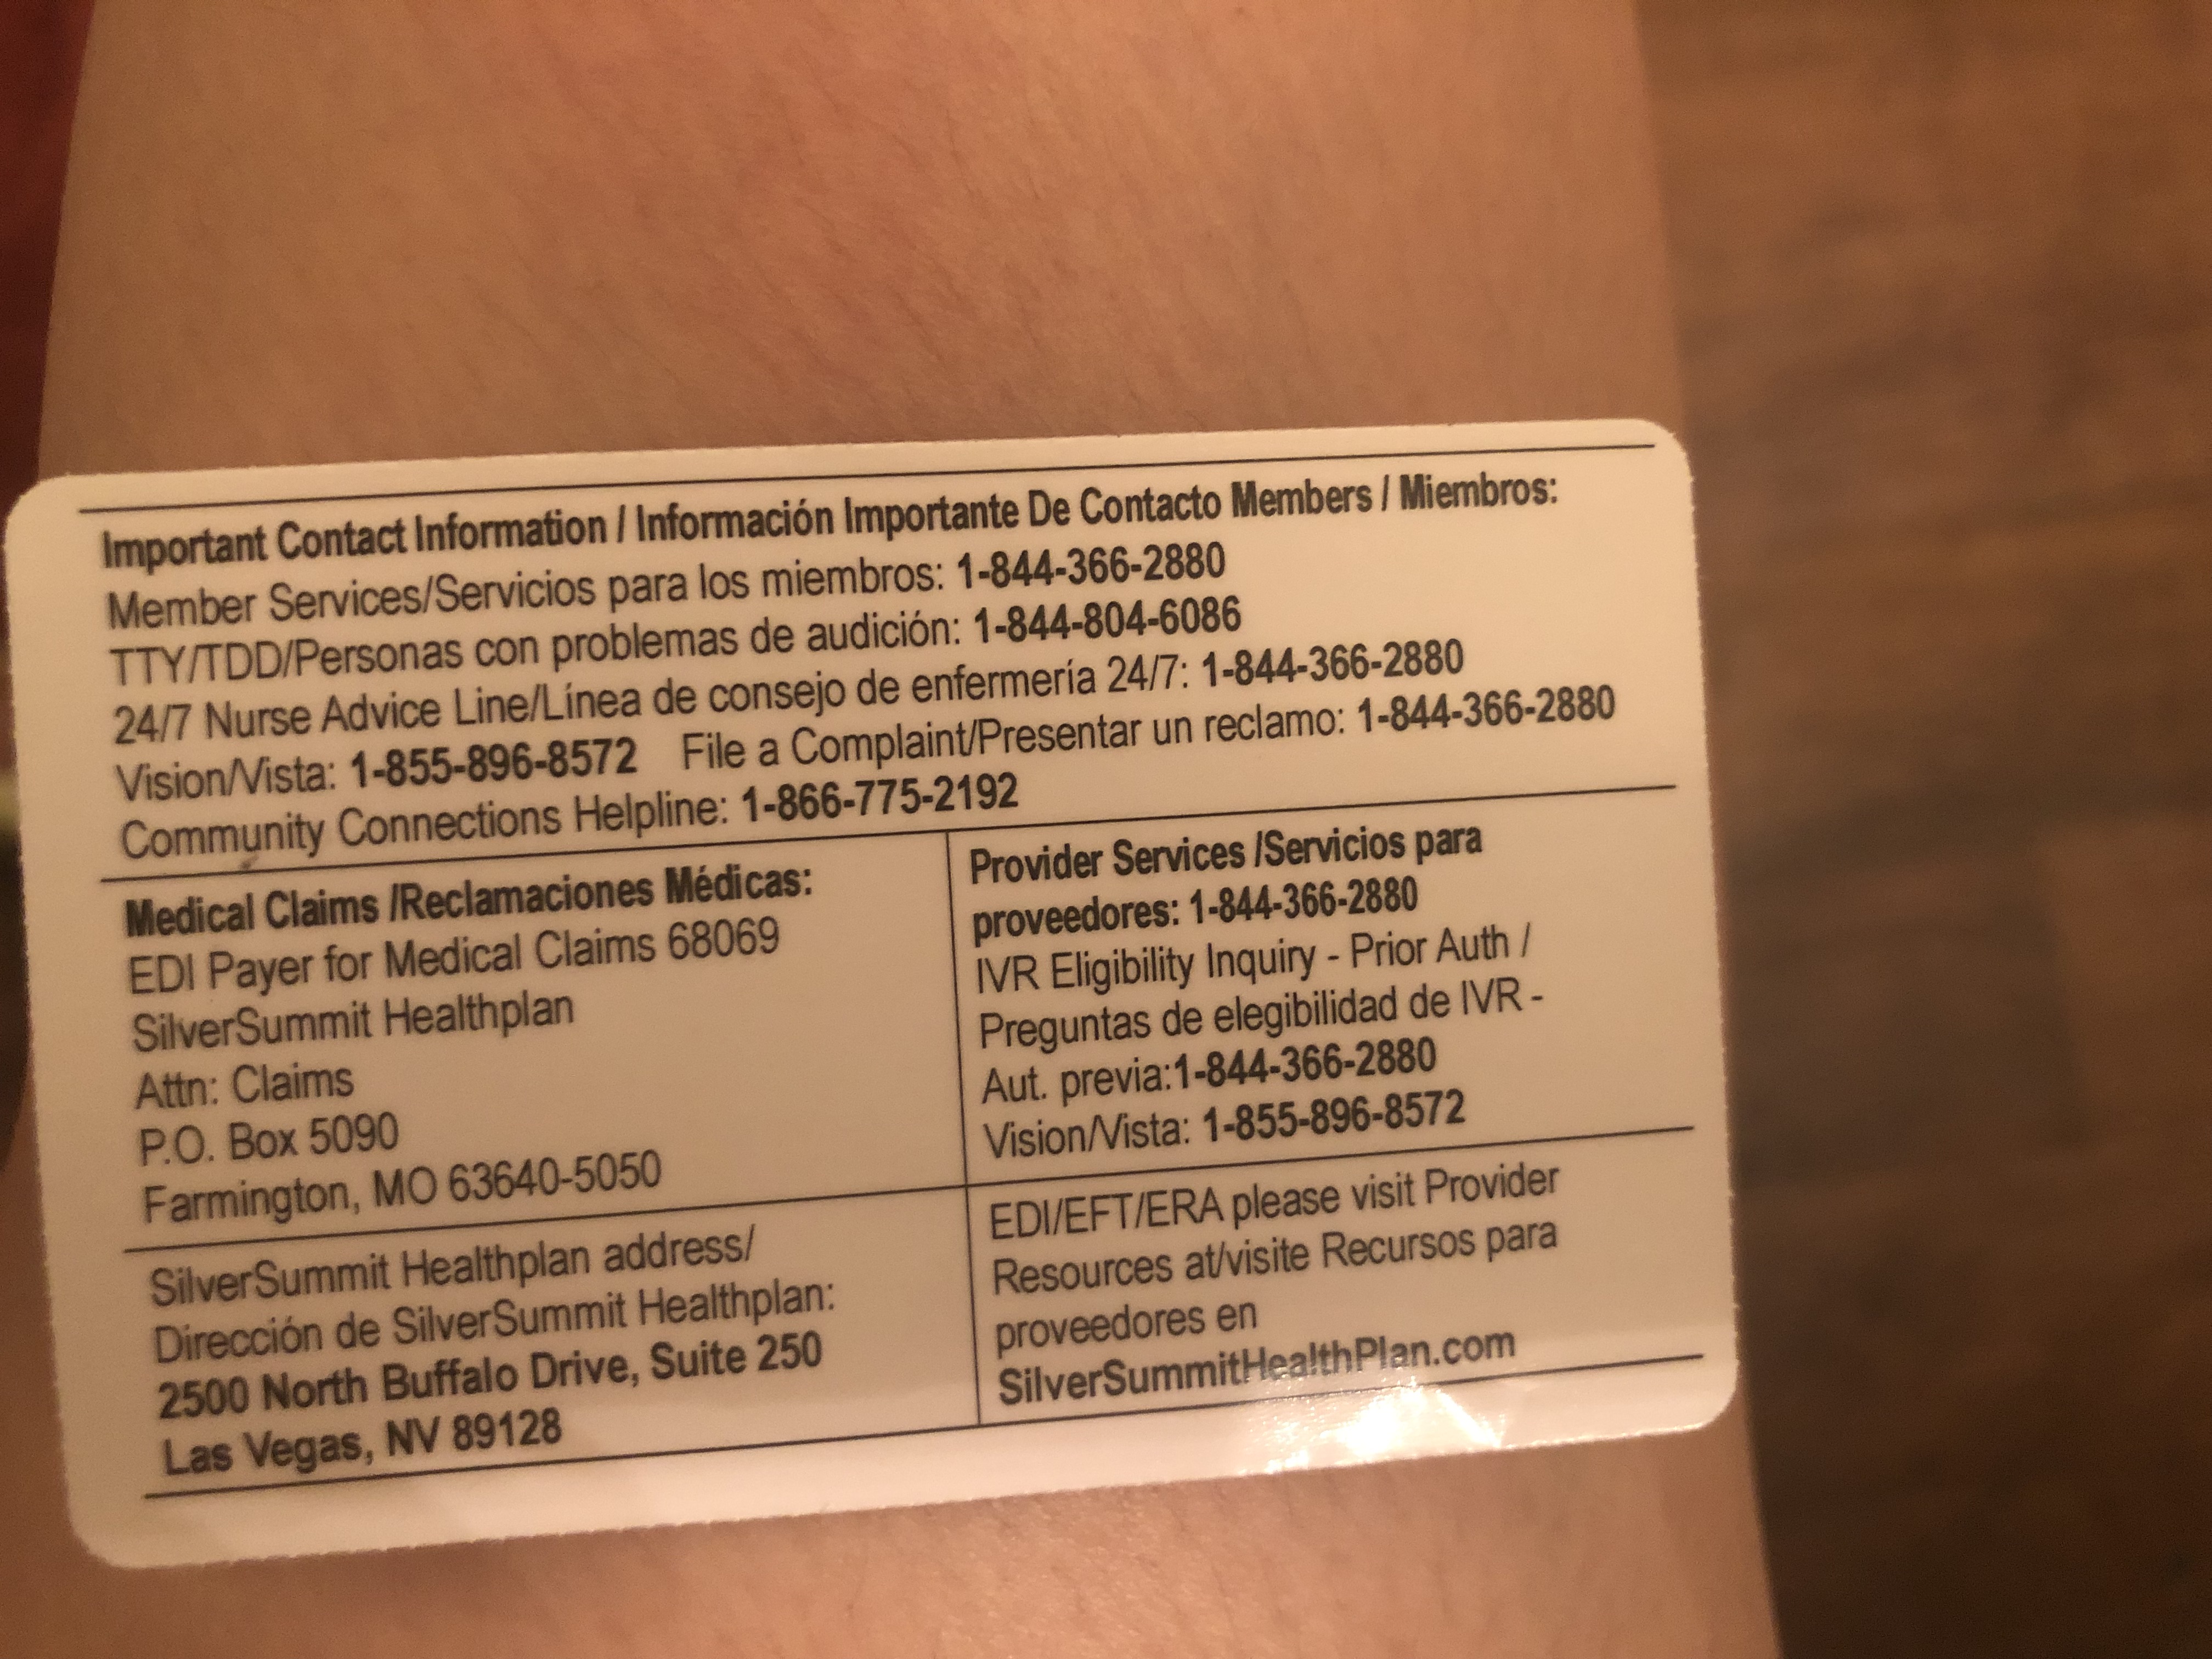 Important Contact Information / Información Importante De Contacto Members / Miembros:
Member Services/Servicios para los miembros: 1-844-366-2880
TTY/TDD/Personas con problemas de audición: 1-844-804-6086
24/7 Nurse Advice Line/Línea de consejo de enfermería 24/7: 1-844-366-2880
Vision/Vista: 1-855-896-8572 File a Complaint/Presentar un reclamo: 1-844-366-2880
Community Connections Helpline: 1-866-775-2192
Medical Claims /Reclamaciones Médicas:
EDI Payer for Medical Claims 68069
SilverSummit Healthplan
Attn: Claims
P.O. Box 5090
Farmington, MO 63640-5050
Provider Services /Servicios para
proveedores: 1-844-366-2880
IVR Eligibility Inquiry - Prior Auth /
Preguntas de elegibilidad de IVR -
Aut. previa:1-844-366-2880
Vision/Vista: 1-855-896-8572
SilverSummit Healthplan address/
Dirección de SilverSummit Healthplan:
2500 North Buffalo Drive, Suite 250
Las Vegas, NV 89128
EDI/EFT/ERA please visit Provider
Resources at/visite Recursos para
proveedores en
SilverSummitHealthPlan.com